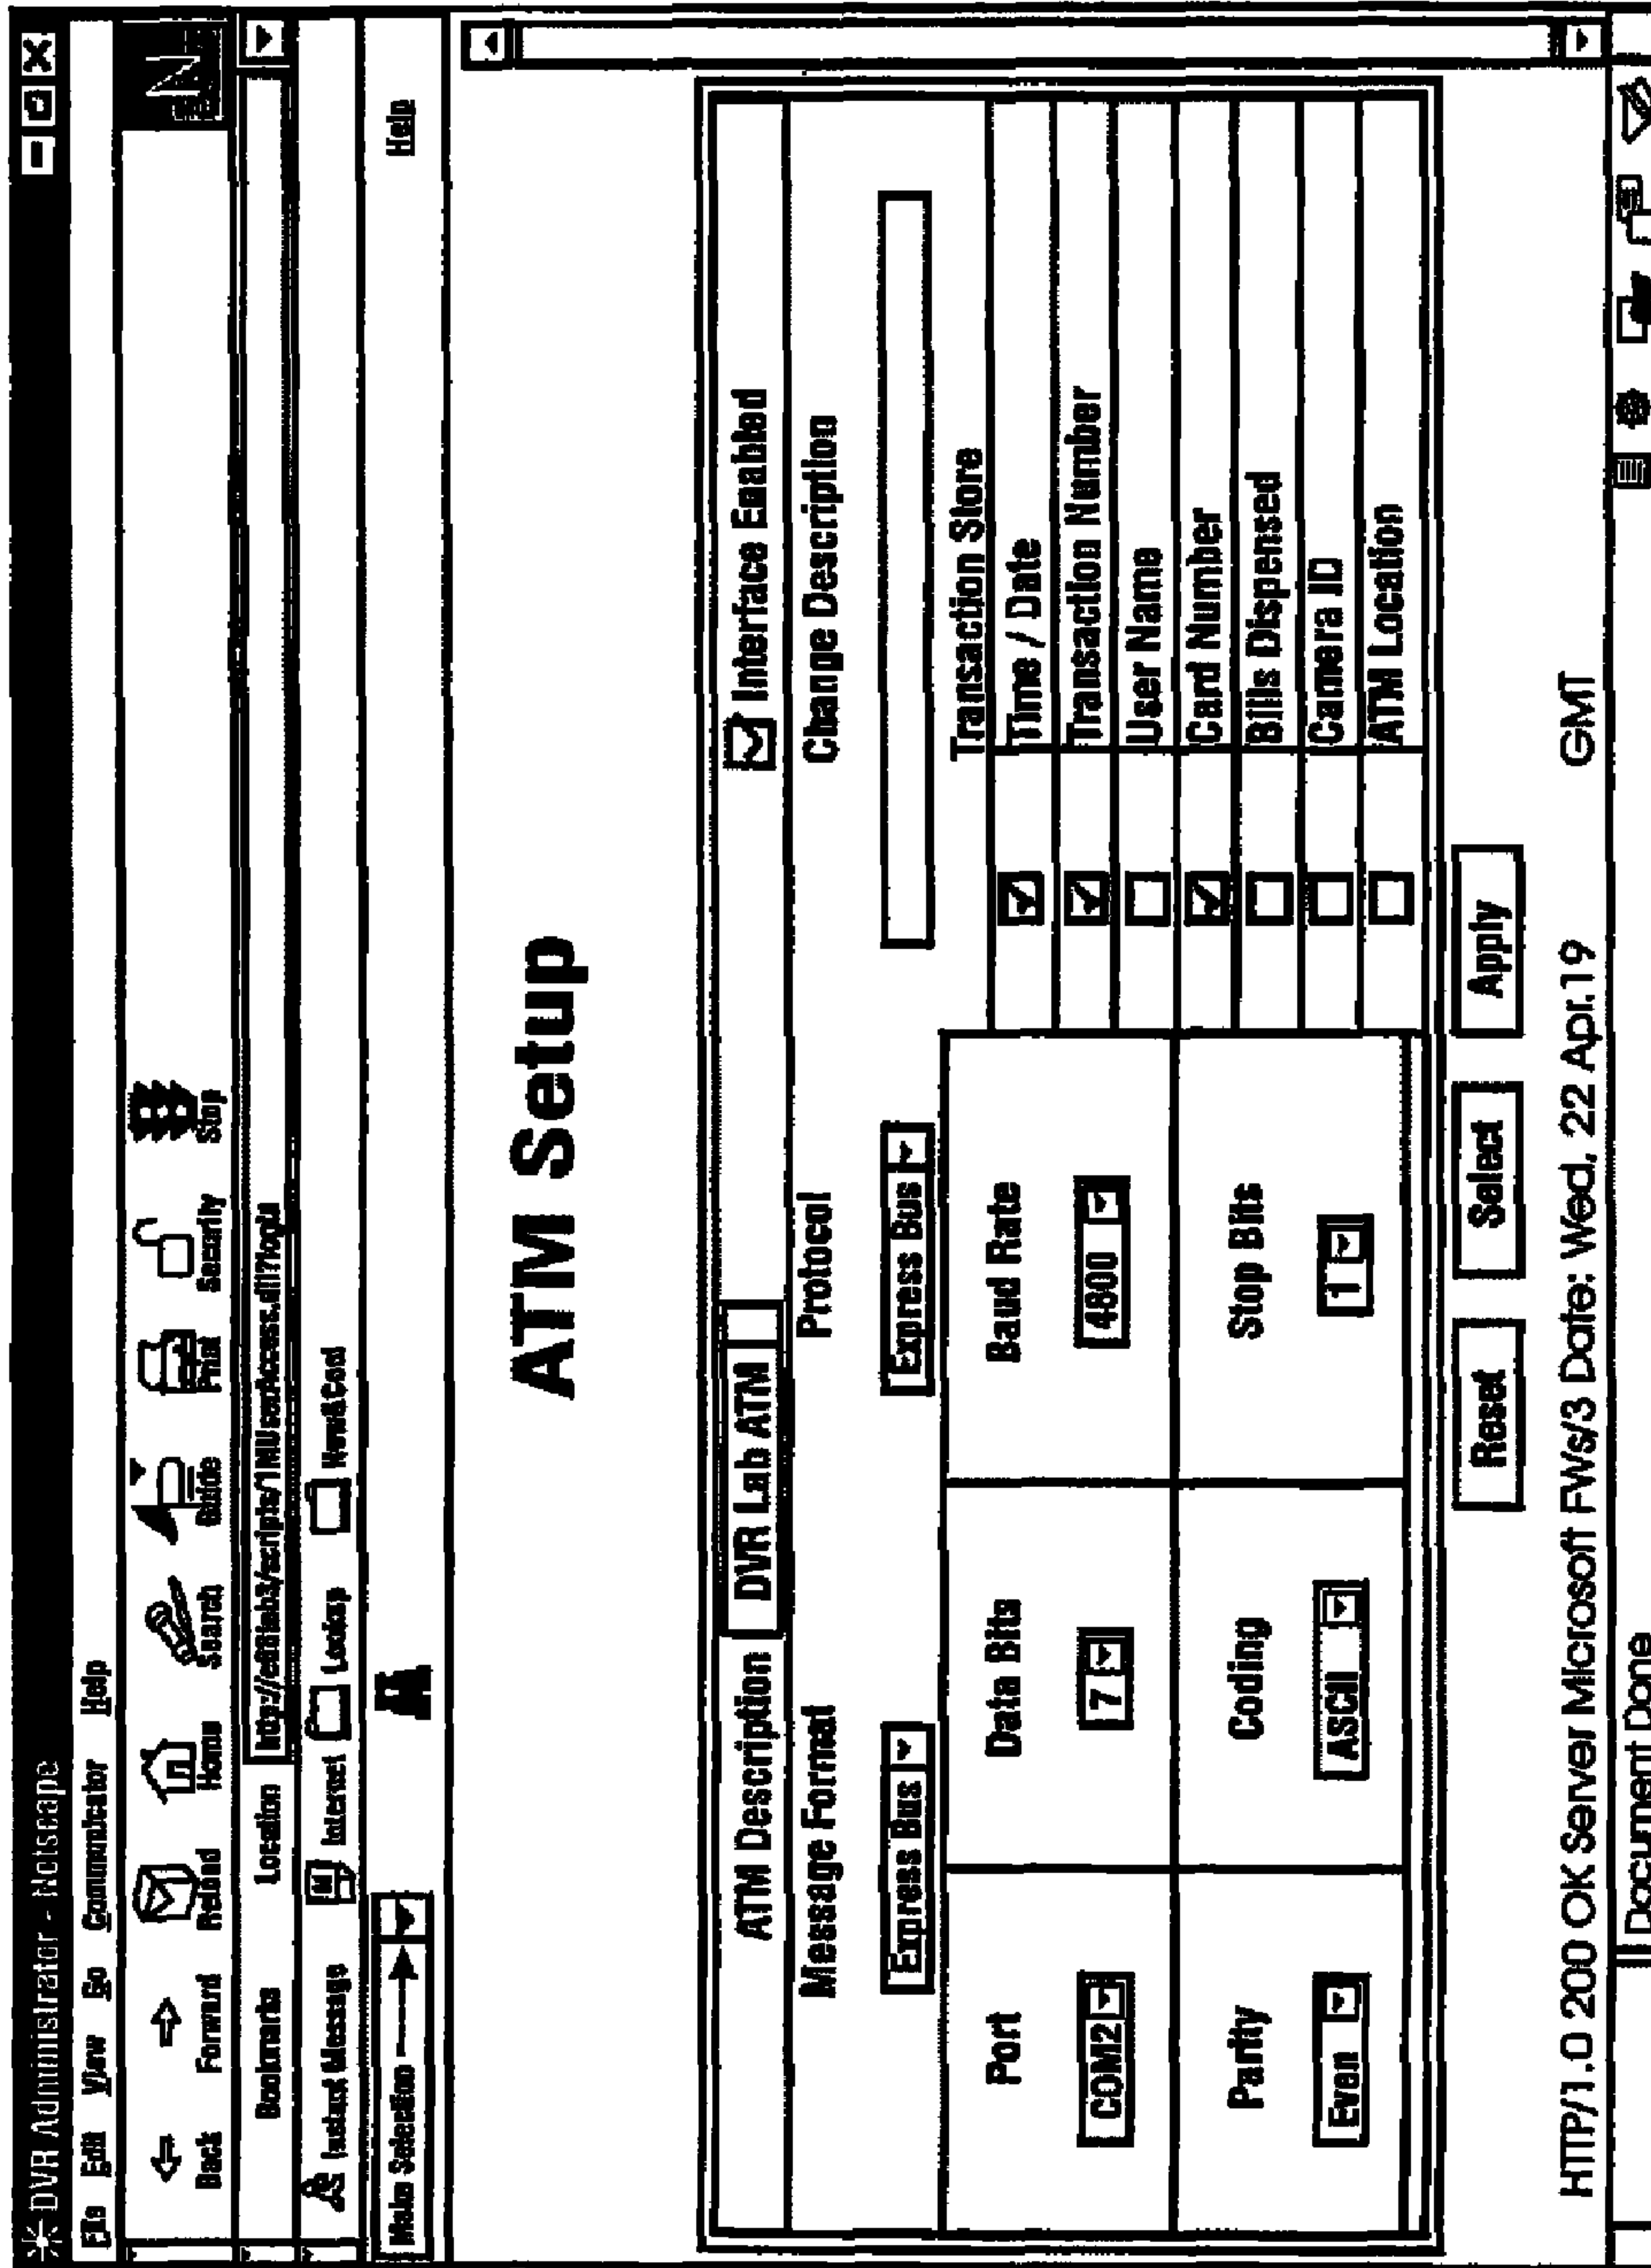 DVR Administrator - Netscape
File Edit View Go Communicator Help
Back Forward Reload Home Search Guide Print Security Stop
N
Bookmarks Location
Instant Message Internet Lookup New&Cool
Make Selection Help
ATM Setup
ATM Description DVR Lab ATM Interface Enabled
Message Format Protocol Change Description
Express Bus Express Bus
Transaction Store
Port Data Bits Baud Rate
COM2 7 4800
Parity Coding Stop Bits
Even ASCII 1
Time / Date
Transaction Number
User Name
Card Number
Bills Dispensed
Camera ID
ATM Location
Reset Select Apply
HTTP/1.0 200 OK Server Microsoft FWs/3 Date: Wed, 22 Apr.19 GMT
Document Done